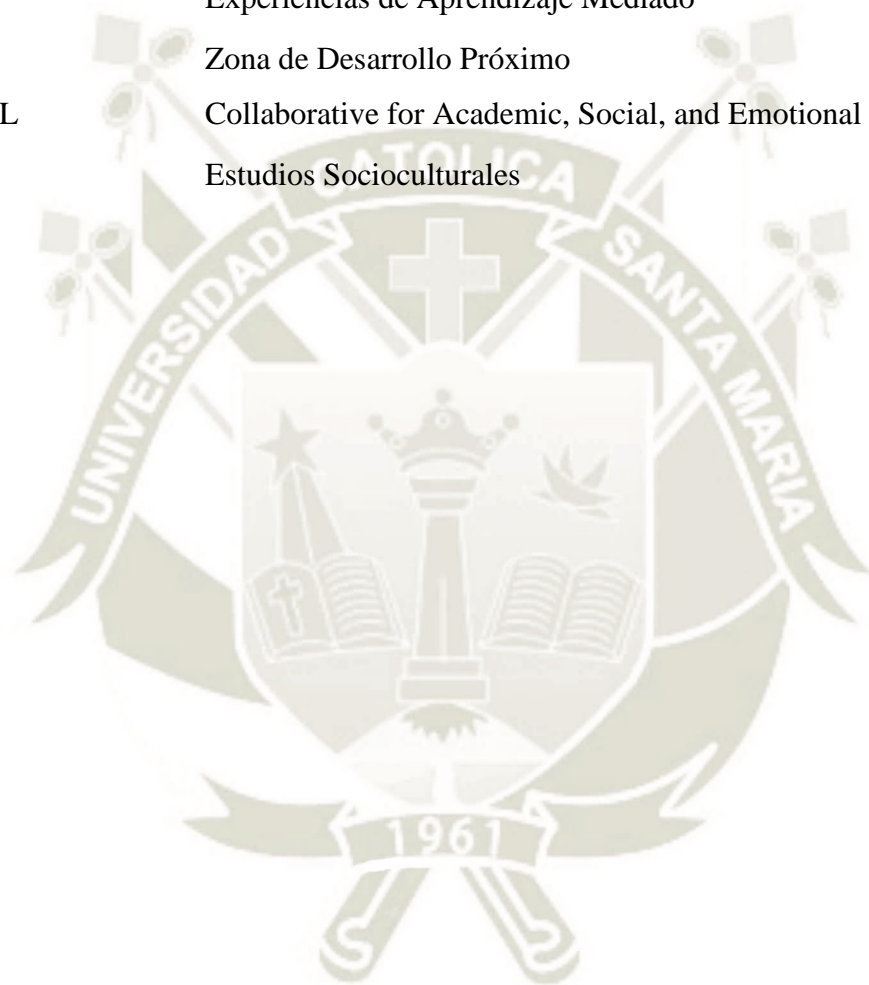 Experiencias de Aprendizaje Mediado
Zona de Desarrollo Próximo
L Collaborative for Academic, Social, and Emotional
Estudios Socioculturales
UNIVERSIDAD CATOLICA SANTA MARIA
1961